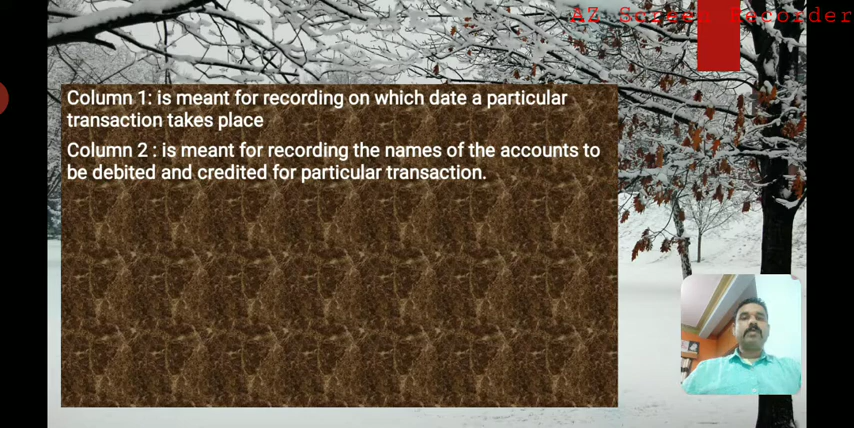 AZ Screen Recorder
Column 1: is meant for recording on which date a particular
transaction takes place
Column 2 : is meant for recording the names of the accounts to
be debited and credited for particular transaction.